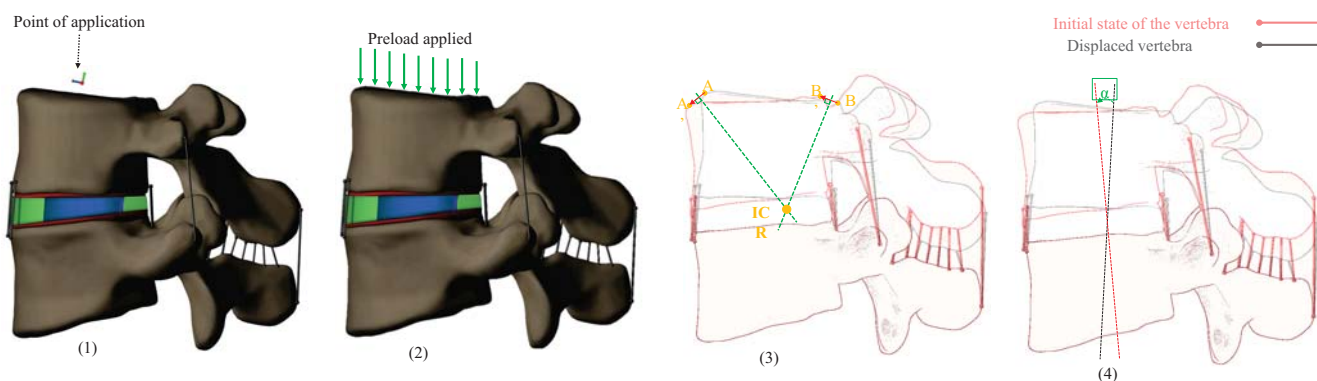 Point of application
Preload applied
Initial state of the vertebra
Displaced vertebra
A
A
,
B
,
B
α
IC
R
(1)
(2)
(3)
(4)